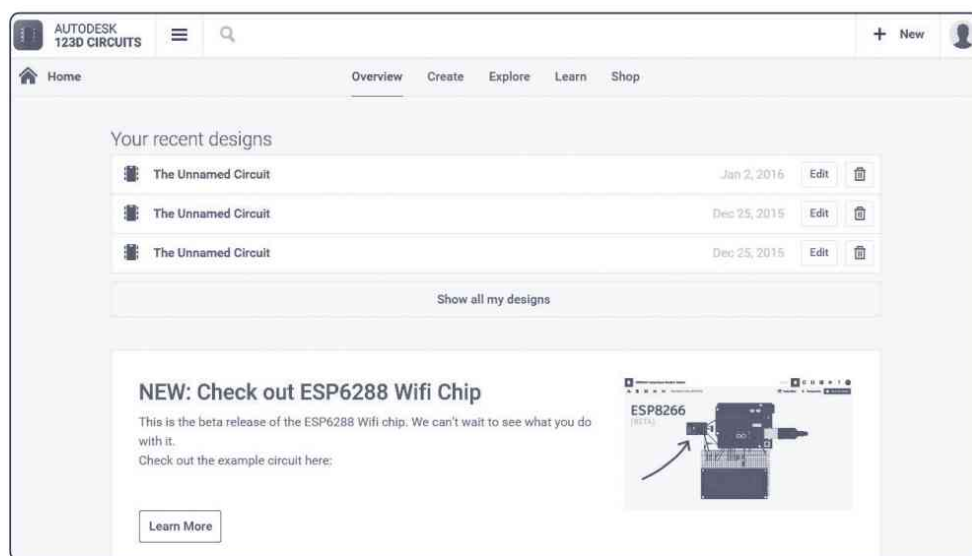 AUTODESK
123D CIRCUITS
+ New
Home
Overview Create Explore Learn Shop
Your recent designs
The Unnamed Circuit Jan 2, 2016 Edit
The Unnamed Circuit Dec 25, 2015 Edit
The Unnamed Circuit Dec 25, 2015 Edit
Show all my designs
NEW: Check out ESP6288 Wifi Chip
This is the beta release of the ESP6288 Wifi chip. We can't wait to see what you do
with it.
Check out the example circuit here:
Learn More
ESP8266
[BETA]